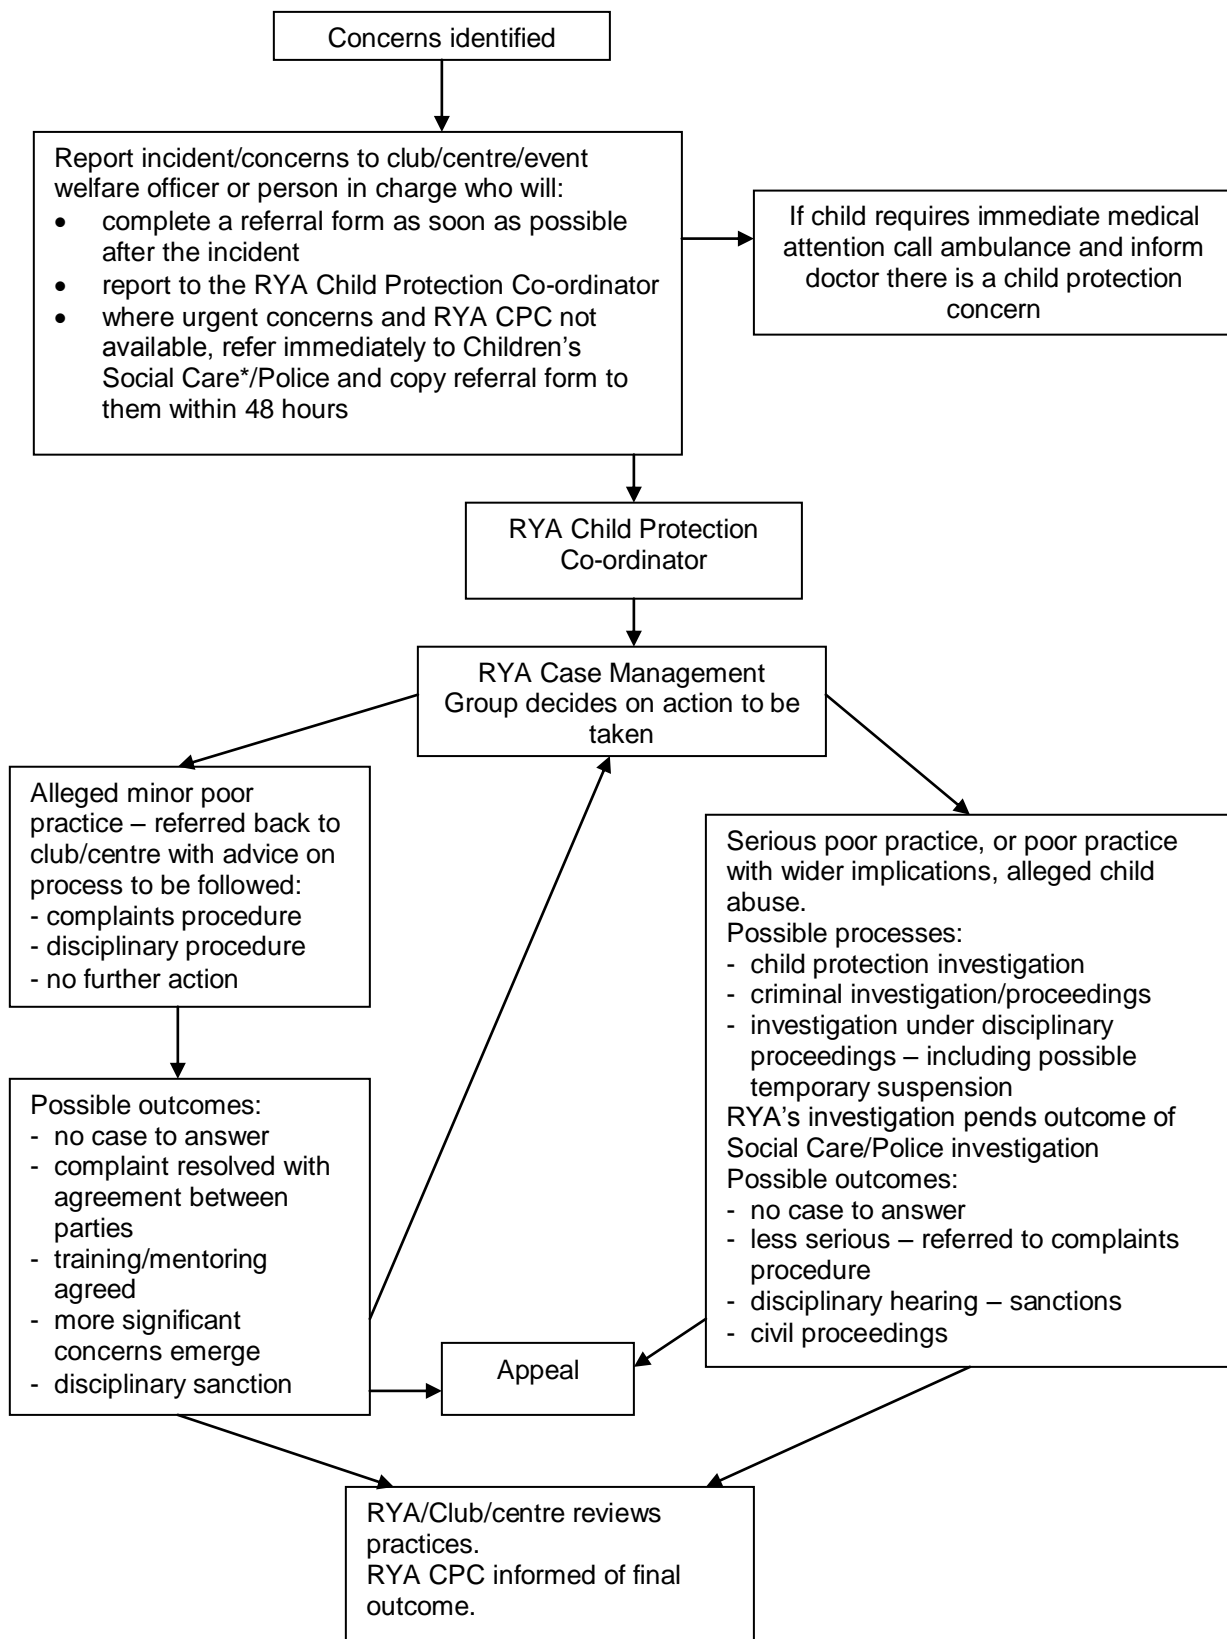 Concerns identified
Report incident/concerns to club/centre/event
welfare officer or person in charge who will:
• complete a referral form as soon as possible
after the incident
• report to the RYA Child Protection Co-ordinator
• where urgent concerns and RYA CPC not
available, refer immediately to Children’s
Social Care*/Police and copy referral form to
them within 48 hours
If child requires immediate medical
attention call ambulance and inform
doctor there is a child protection
concern
RYA Child Protection
Co-ordinator
RYA Case Management
Group decides on action to be
taken
Alleged minor poor
practice – referred back to
club/centre with advice on
process to be followed:
- complaints procedure
- disciplinary procedure
- no further action
Serious poor practice, or poor practice
with wider implications, alleged child
abuse.
Possible processes:
- child protection investigation
- criminal investigation/proceedings
- investigation under disciplinary
proceedings – including possible
temporary suspension
RYA’s investigation pends outcome of
Social Care/Police investigation
Possible outcomes:
- no case to answer
- less serious – referred to complaints
procedure
- disciplinary hearing – sanctions
- civil proceedings
Possible outcomes:
- no case to answer
- complaint resolved with
agreement between
parties
- training/mentoring
agreed
- more significant
concerns emerge
- disciplinary sanction
Appeal
RYA/Club/centre reviews
practices.
RYA CPC informed of final
outcome.